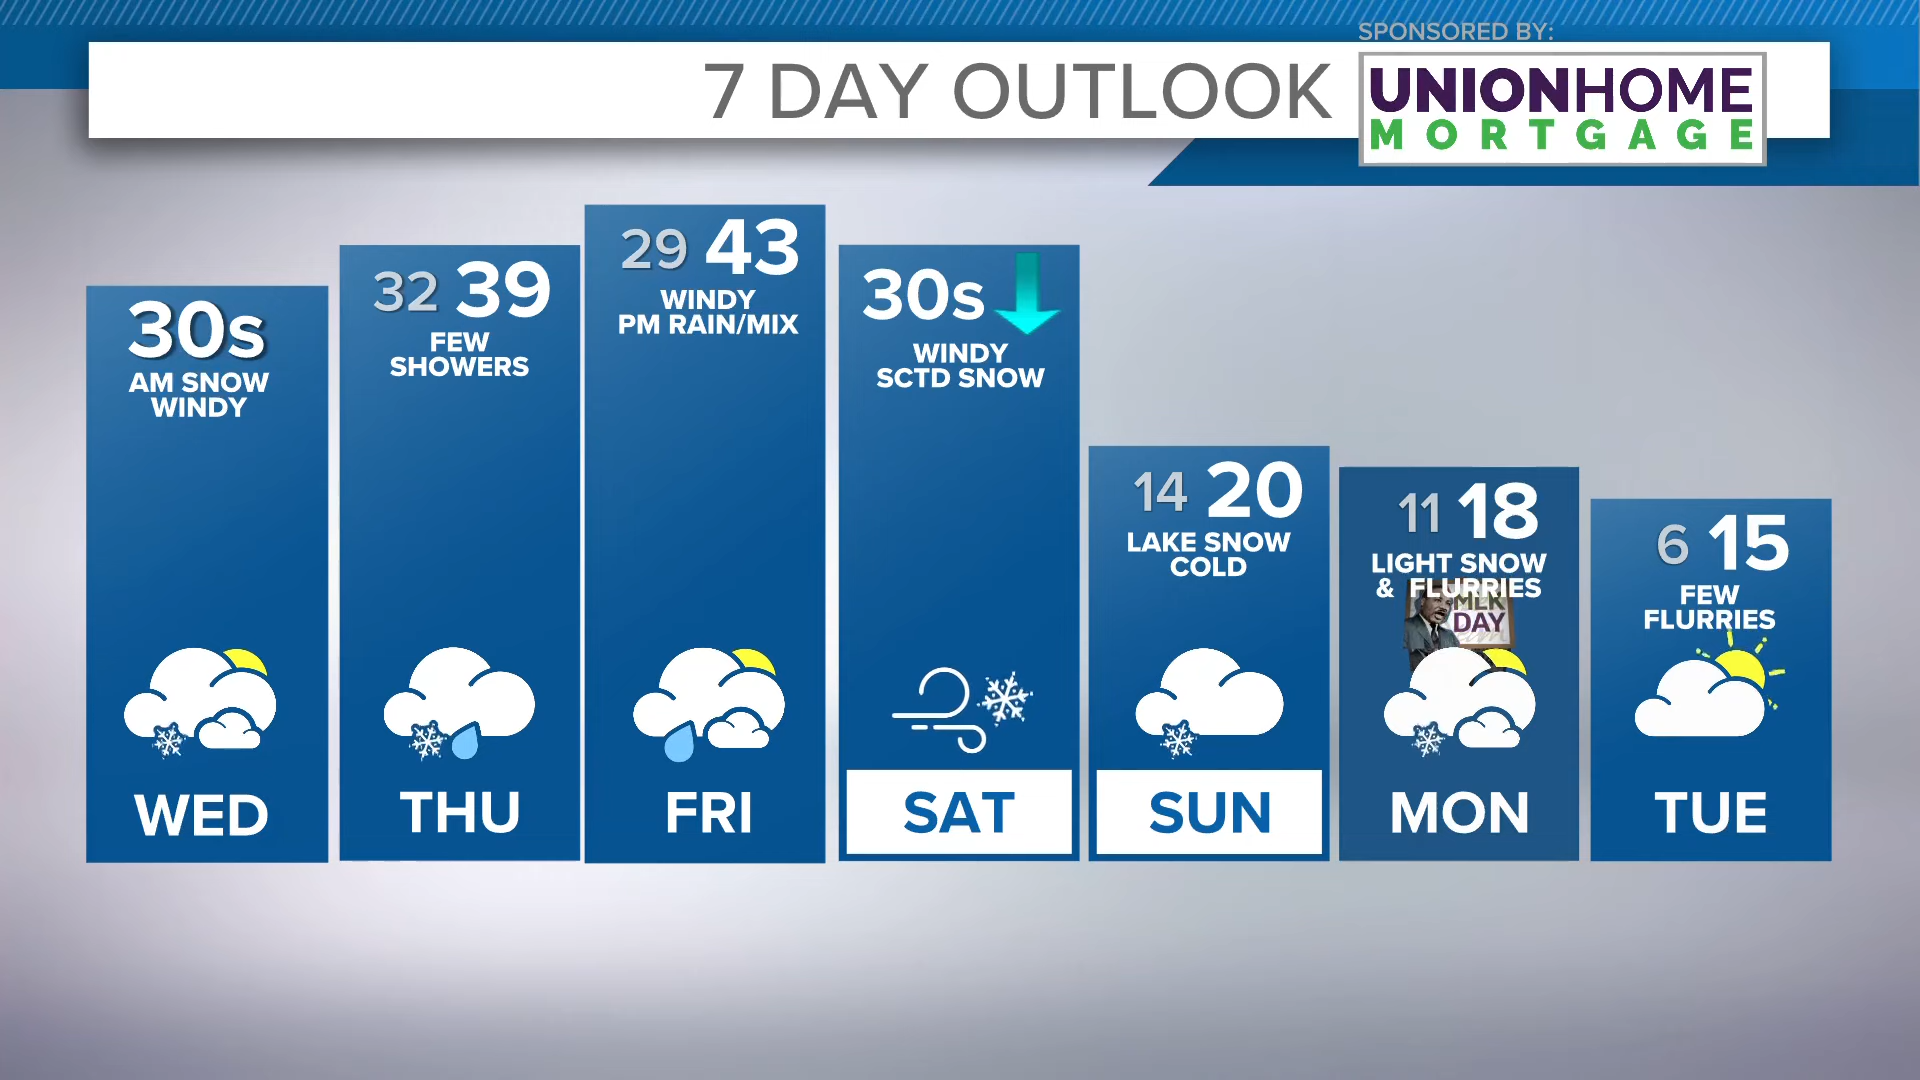 SPONSORED BY:
7 DAY OUTLOOK
UNIONHOME
MORTGAGE
30s
AM SNOW
WINDY
WED
32 39
FEW
SHOWERS
THU
29 43
WINDY
PM RAIN/MIX
FRI
30s
WINDY
SCTD SNOW
SAT
14 20
LAKE SNOW
COLD
SUN
11 18
LIGHT SNOW
& FLURRIES
MLK
DAY
MON
6 15
FEW
FLURRIES
TUE